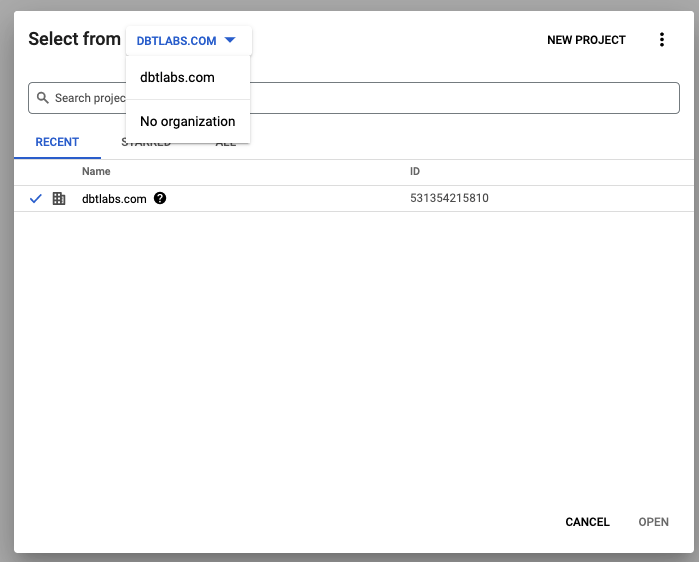 Select from DBTLABS.COM NEW PROJECT
dbtlabs.com
Search projec
No organization
RECENT STARRED ALL
Name ID
dbtlabs.com 531354215810
CANCEL OPEN